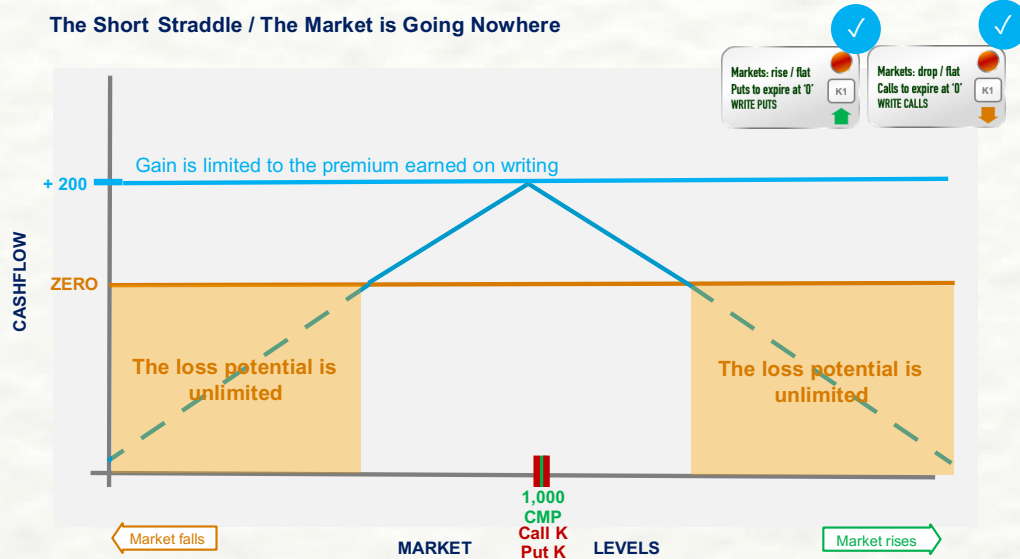 The Short Straddle / The Market is Going Nowhere
Markets: rise / flat
Puts to expire at '0'
WRITE PUTS
K1
Markets: drop / flat
Calls to expire at '0'
WRITE CALLS
K1
Gain is limited to the premium earned on writing
+ 200
CASHFLOW
ZERO
The loss potential is
unlimited
The loss potential is
unlimited
1,000
CMP
Call K
Put K
Market falls
MARKET
LEVELS
Market rises